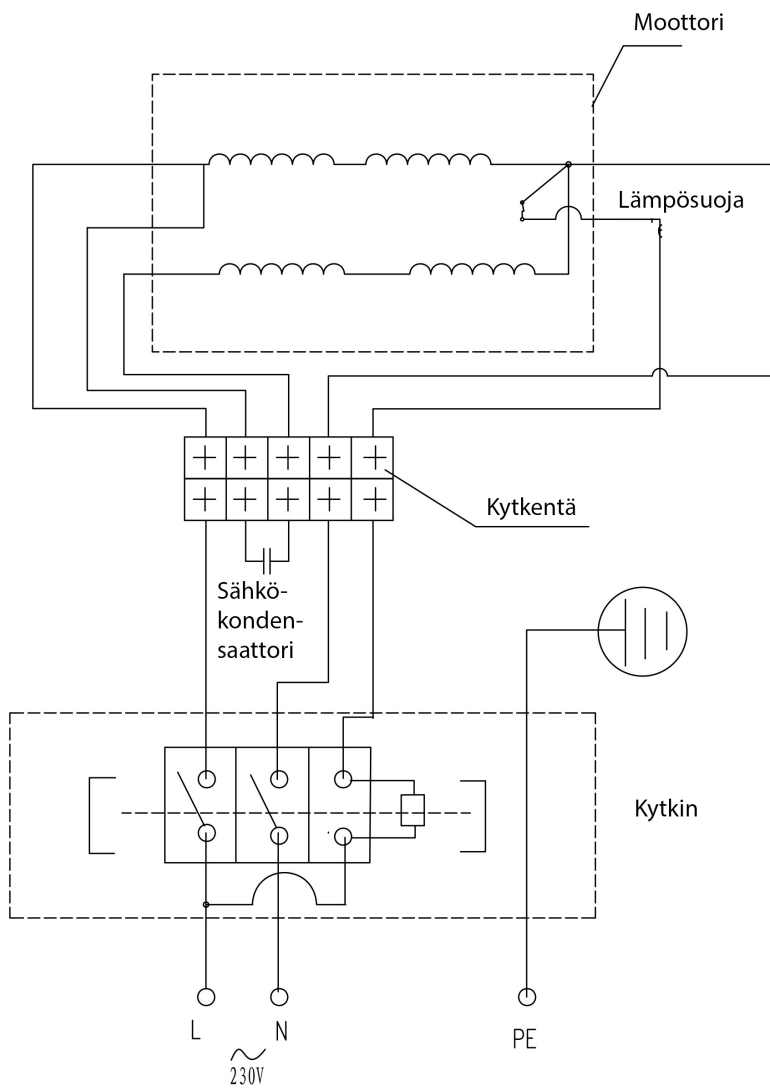 Moottori
Lämpösuoja
Kytkentä
Sähkö-
konden-
saattori
Kytkin
L
N
PE
230V